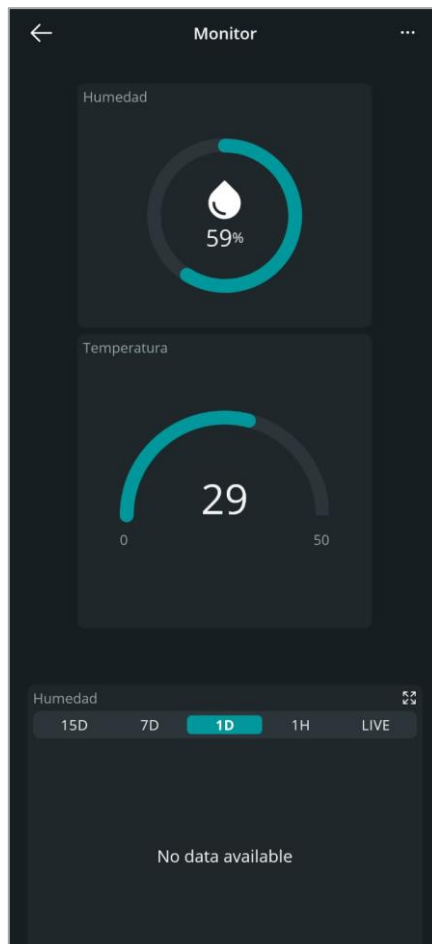 Monitor
Humedad
59%
Temperatura
29
0 50
Humedad
15D 7D 1D 1H LIVE
No data available